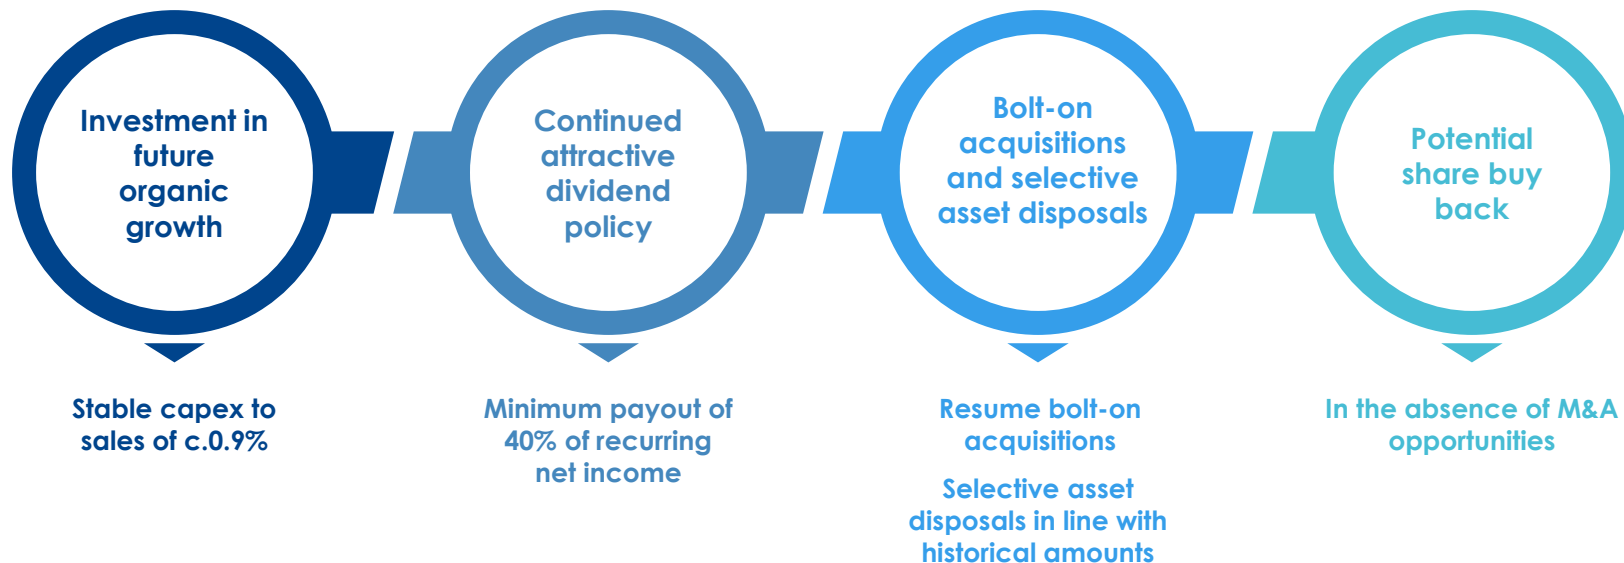 Investment in
future
organic
growth
Stable capex to
sales of c.0.9%
Continued
attractive
dividend
policy
Minimum payout of
40% of recurring
net income
Bolt-on
acquisitions
and selective
asset disposals
Resume bolt-on
acquisitions
Selective asset
disposals in line with
historical amounts
Potential
share buy
back
In the absence of M&A
opportunities